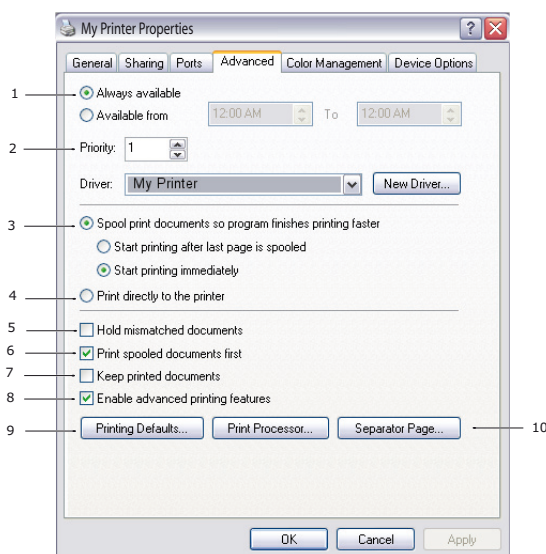 My Printer Properties
General Sharing Ports Advanced Color Management Device Options
1 Always available
Available from 12:00 AM To 12:00 AM
2 Priority: 1
Driver: My Printer New Driver...
3 Spool print documents so program finishes printing faster
Start printing after last page is spooled
Start printing immediately
4 Print directly to the printer
5 Hold mismatched documents
6 Print spooled documents first
7 Keep printed documents
8 Enable advanced printing features
9 Printing Defaults... Print Processor... Separator Page... 10
OK Cancel Apply